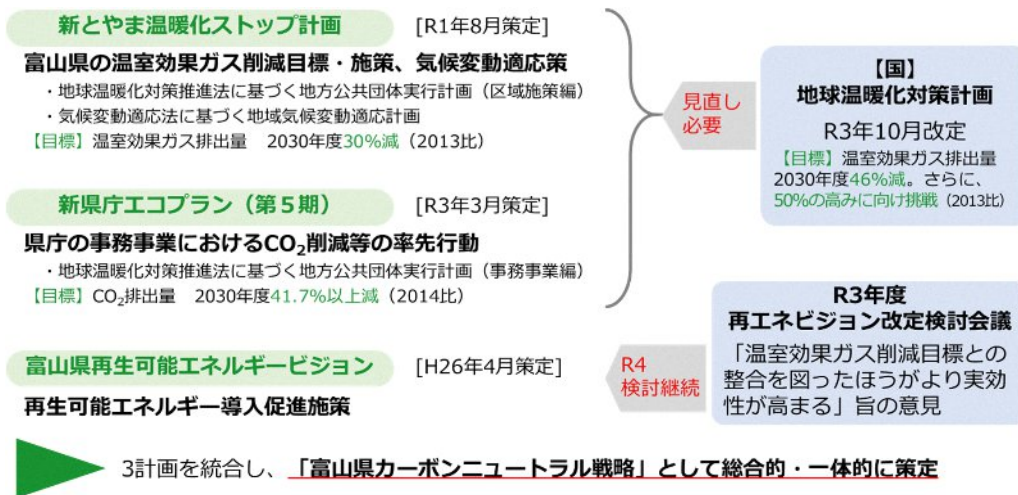 新とやま温暖化ストップ計画 [R1年8月策定]
富山県の温室効果ガス削減目標・施策、気候変動適応策
・地球温暖化対策推進法に基づく地方公共団体実行計画（区域施策編）
・気候変動適応法に基づく地域気候変動適応計画
【目標】温室効果ガス排出量 2030年度30%減（2013比）
新県庁エコプラン（第５期） [R3年3月策定]
県庁の事務事業におけるCO₂削減等の率先行動
・地球温暖化対策推進法に基づく地方公共団体実行計画（事務事業編）
【目標】CO₂排出量 2030年度41.7%以上減（2014比）
富山県再生可能エネルギービジョン [H26年4月策定]
再生可能エネルギー導入促進施策
見直し
必要
【国】
地球温暖化対策計画
R3年10月改定
【目標】温室効果ガス排出量
2030年度46%減。さらに、
50%の高みに向け挑戦（2013比）
R4
検討継続
R3年度
再エネビジョン改定検討会議
「温室効果ガス削減目標との
整合を図ったほうがより実効
性が高まる」旨の意見
3計画を統合し、「富山県カーボンニュートラル戦略」として総合的・一体的に策定